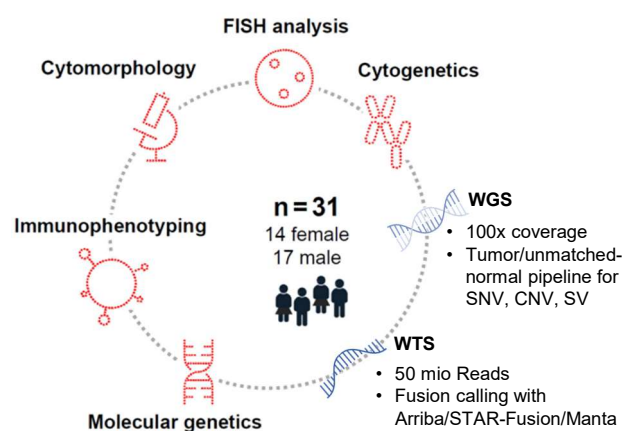 FISH analysis
Cytomorphology
Cytogenetics
Immunophenotyping
n = 31
14 female
17 male
WGS
• 100x coverage
• Tumor/unmatched-
normal pipeline for
SNV, CNV, SV
WTS
• 50 mio Reads
• Fusion calling with
Arriba/STAR-Fusion/Manta
Molecular genetics